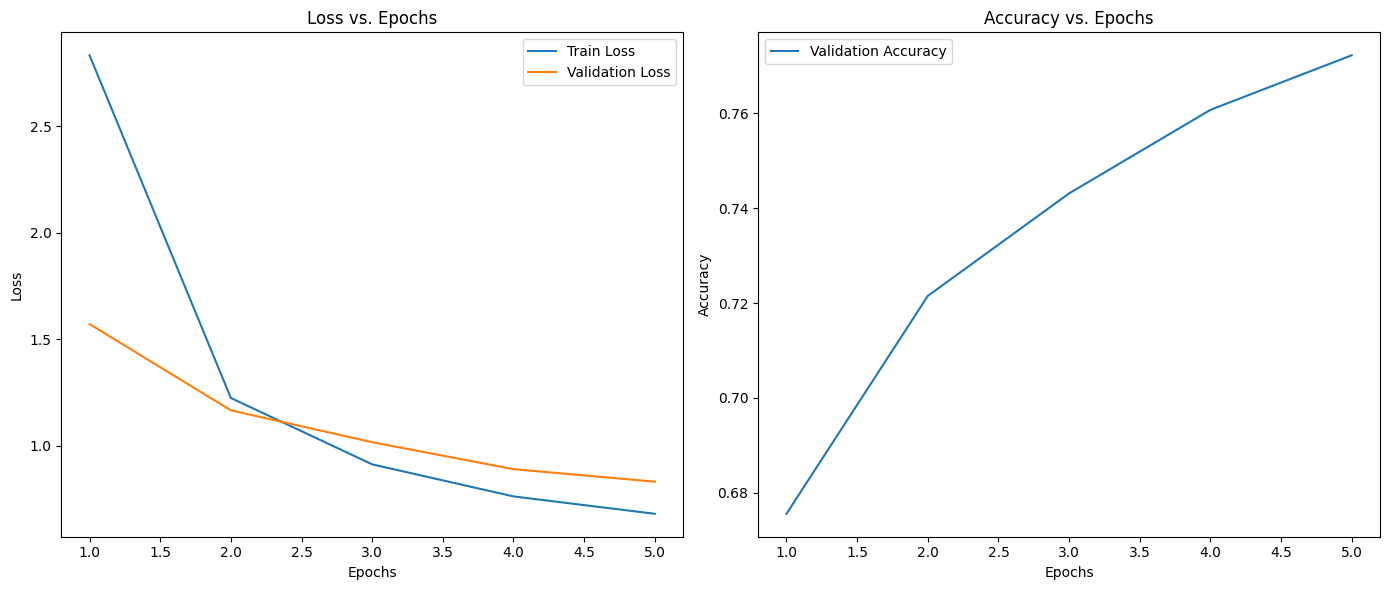 Loss vs. Epochs
Train Loss
Validation Loss
2.5
2.0
1.5
1.0
Loss
1.0 1.5 2.0 2.5 3.0 3.5 4.0 4.5 5.0
Epochs
Accuracy vs. Epochs
Validation Accuracy
0.76
0.74
0.72
0.70
0.68
Accuracy
1.0 1.5 2.0 2.5 3.0 3.5 4.0 4.5 5.0
Epochs